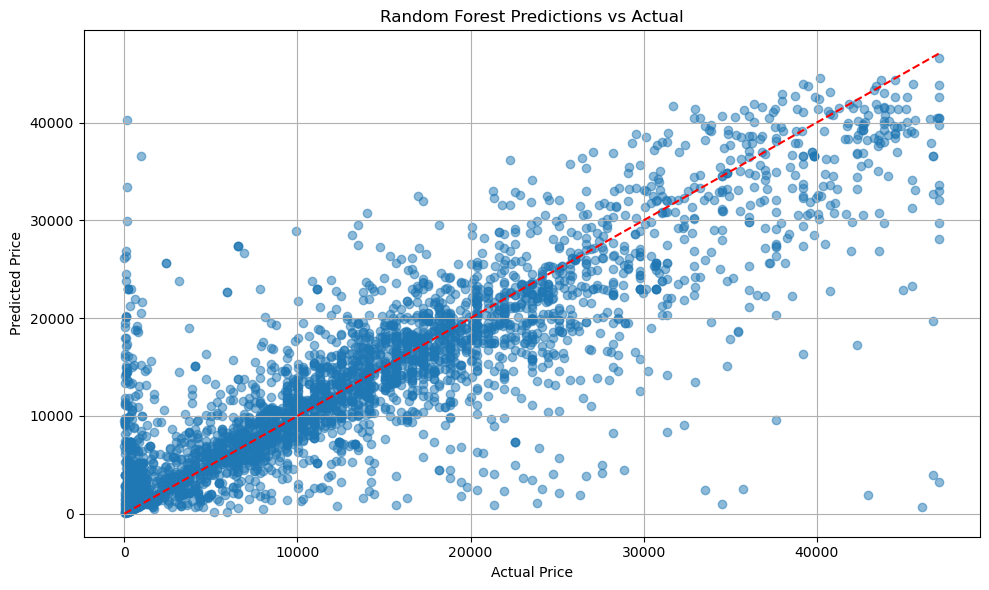 Random Forest Predictions vs Actual
Predicted Price
40000
30000
20000
10000
0
0 10000 20000 30000 40000
Actual Price